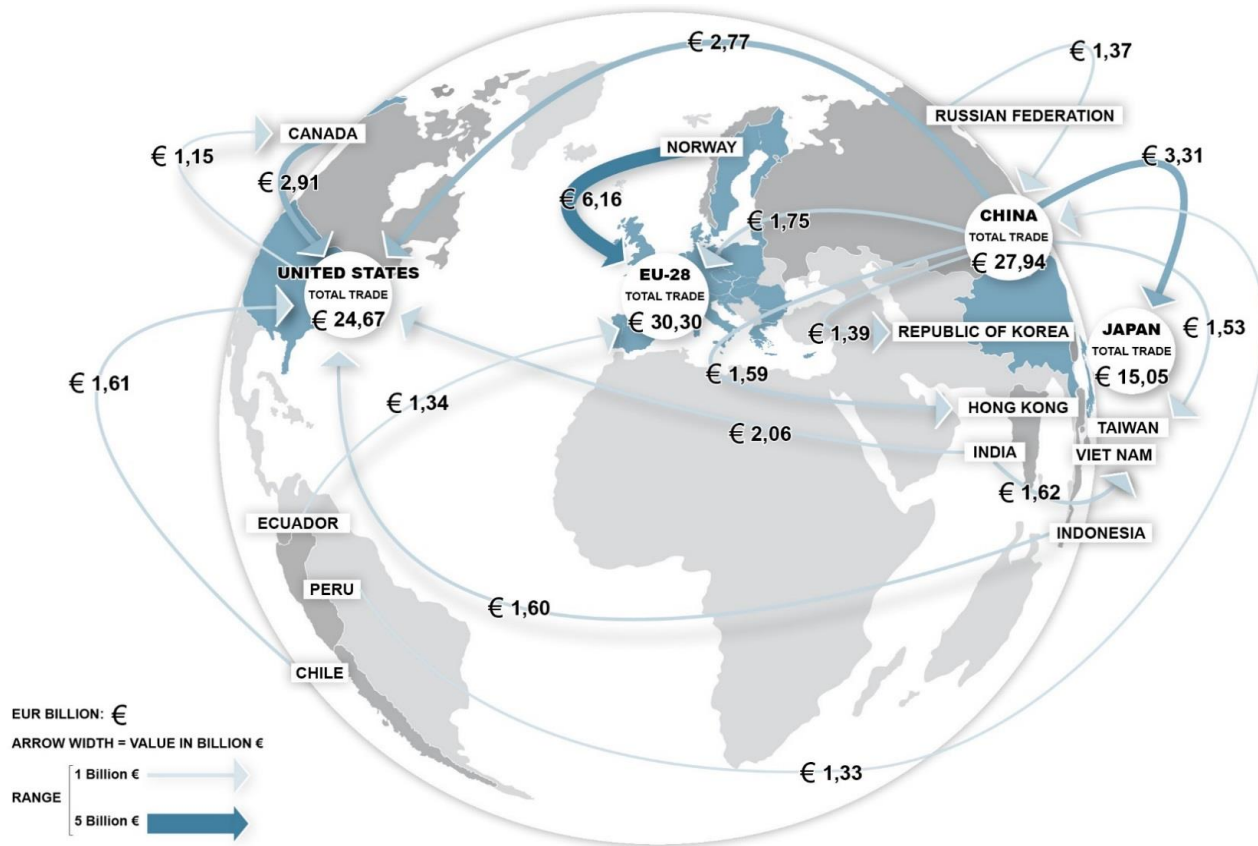 € 2,77
€ 1,37
RUSSIAN FEDERATION
CANADA
€ 1,15
NORWAY
€ 3,31
€ 2,91
€ 6,16
€ 1,75
CHINA
TOTAL TRADE
€ 27,94
UNITED STATES
TOTAL TRADE
€ 24,67
EU-28
TOTAL TRADE
€ 30,30
€ 1,39
REPUBLIC OF KOREA
JAPAN
TOTAL TRADE
€ 15,05
€ 1,53
€ 1,61
€ 1,59
€ 1,34
HONG KONG
TAIWAN
€ 2,06
INDIA
VIET NAM
€ 1,62
ECUADOR
INDONESIA
PERU
€ 1,60
CHILE
€ 1,33
EUR BILLION: €
ARROW WIDTH = VALUE IN BILLION €
RANGE
1 Billion €
5 Billion €